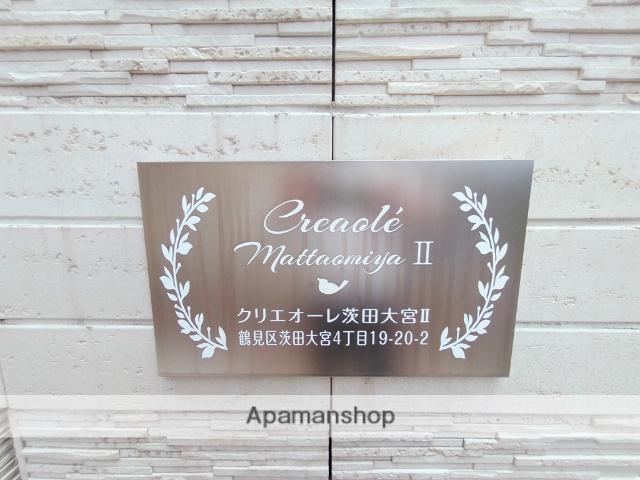 Creaolé
Mattaomiya II
クリエオーレ茨田大宮II
鶴見区茨田大宮4丁目19-20-2
Apamanshop